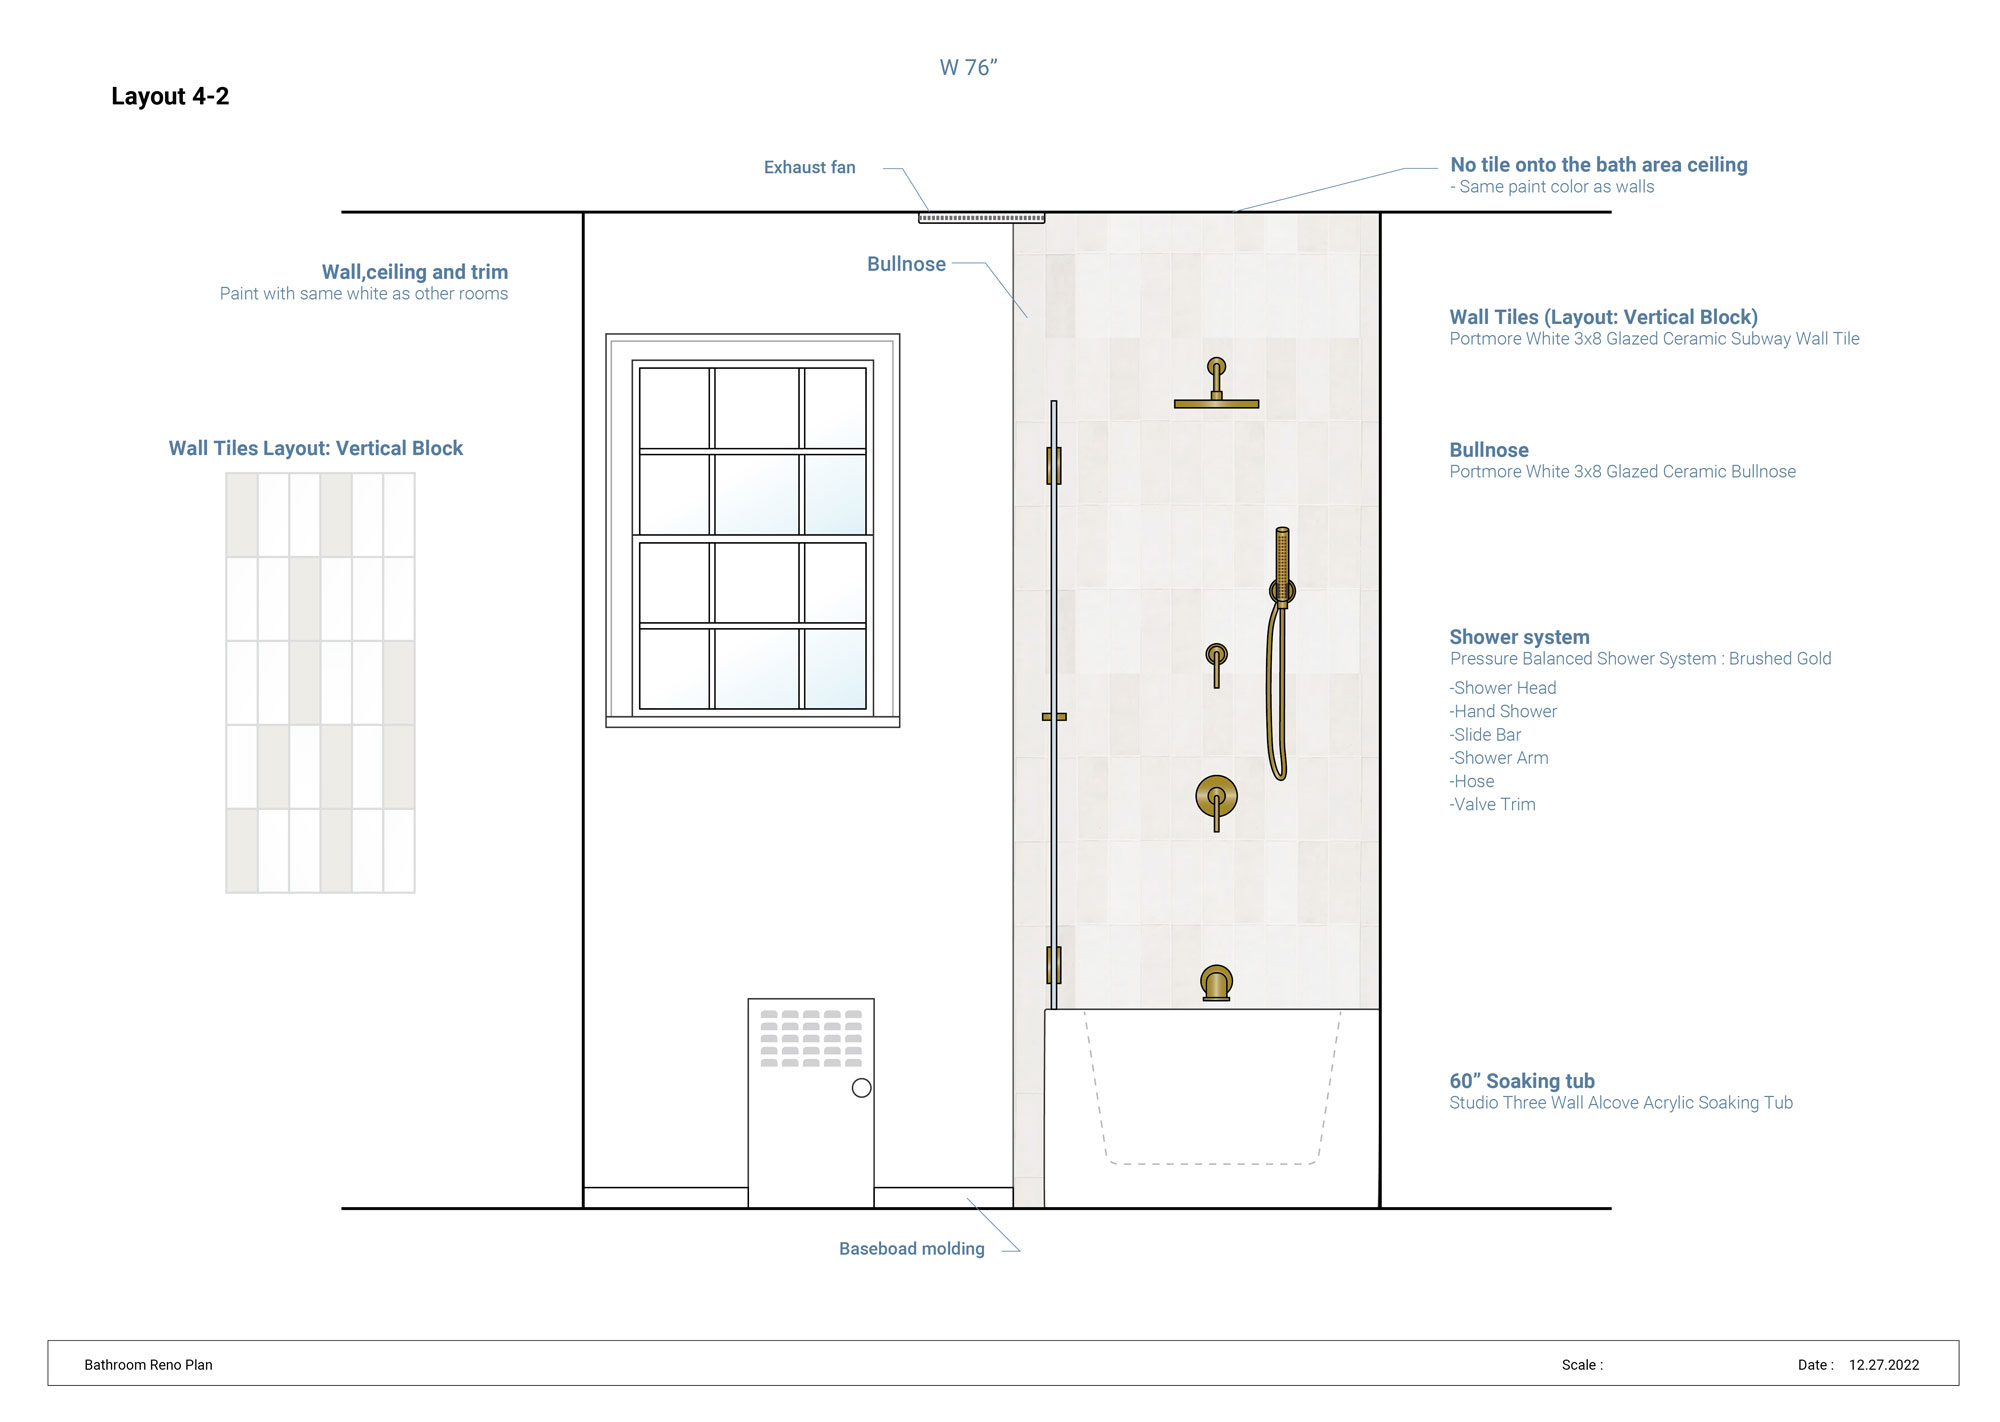 W 76”
Layout 4-2
Exhaust fan
No tile onto the bath area ceiling
- Same paint color as walls
Bullnose
Wall,ceiling and trim
Paint with same white as other rooms
Wall Tiles (Layout: Vertical Block)
Portmore White 3x8 Glazed Ceramic Subway Wall Tile
Wall Tiles Layout: Vertical Block
Bullnose
Portmore White 3x8 Glazed Ceramic Bullnose
Shower system
Pressure Balanced Shower System : Brushed Gold
-Shower Head
-Hand Shower
-Slide Bar
-Shower Arm
-Hose
-Valve Trim
60” Soaking tub
Studio Three Wall Alcove Acrylic Soaking Tub
Baseboad molding
Bathroom Reno Plan
Scale :
Date : 12.27.2022